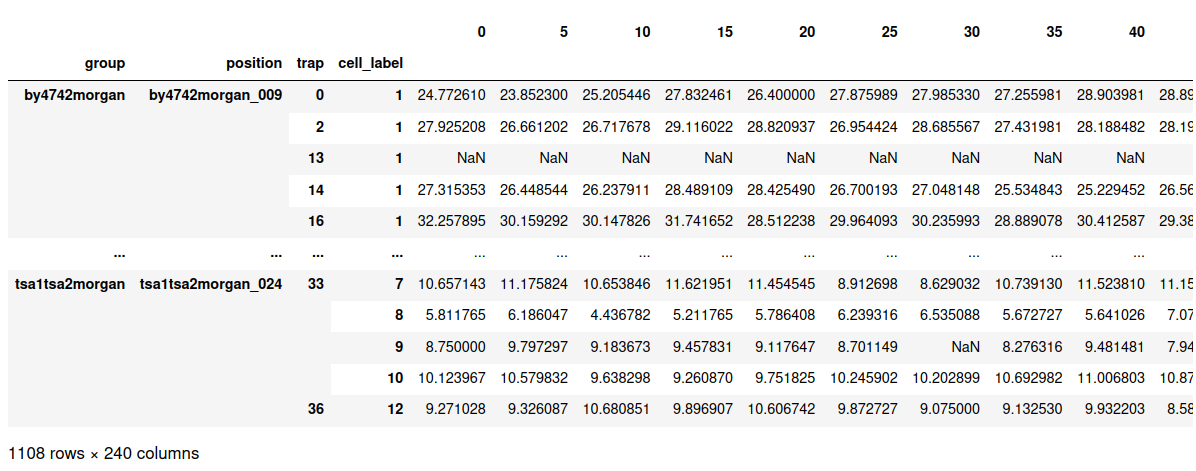 0 5 10 15 20 25 30 35 40
group position trap cell_label
by4742morgan by4742morgan_009 0 1 24.772610 23.852300 25.205446 27.832461 26.400000 27.875989 27.985330 27.255981 28.903981 28.89
2 1 27.925208 26.661202 26.717678 29.116022 28.820937 26.954424 28.685567 27.431981 28.188482 28.19
13 1 NaN NaN NaN NaN NaN NaN NaN NaN NaN
14 1 27.315353 26.448544 26.237911 28.489109 28.425490 26.700193 27.048148 25.534843 25.229452 26.56
16 1 32.257895 30.159292 30.147826 31.741652 28.512238 29.964093 30.235993 28.889078 30.412587 29.38
... ... ... ... ... ... ... ... ... ... ... ... ...
tsa1tsa2morgan tsa1tsa2morgan_024 33 7 10.657143 11.175824 10.653846 11.621951 11.454545 8.912698 8.629032 10.739130 11.523810 11.15
8 5.811765 6.186047 4.436782 5.211765 5.786408 6.239316 6.535088 5.672727 5.641026 7.07
9 8.750000 9.797297 9.183673 9.457831 9.117647 8.701149 NaN 8.276316 9.481481 7.94
10 10.123967 10.579832 9.638298 9.260870 9.751825 10.245902 10.202899 10.692982 11.006803 10.87
36 12 9.271028 9.326087 10.680851 9.896907 10.606742 9.872727 9.075000 9.132530 9.932203 8.58
1108 rows × 240 columns